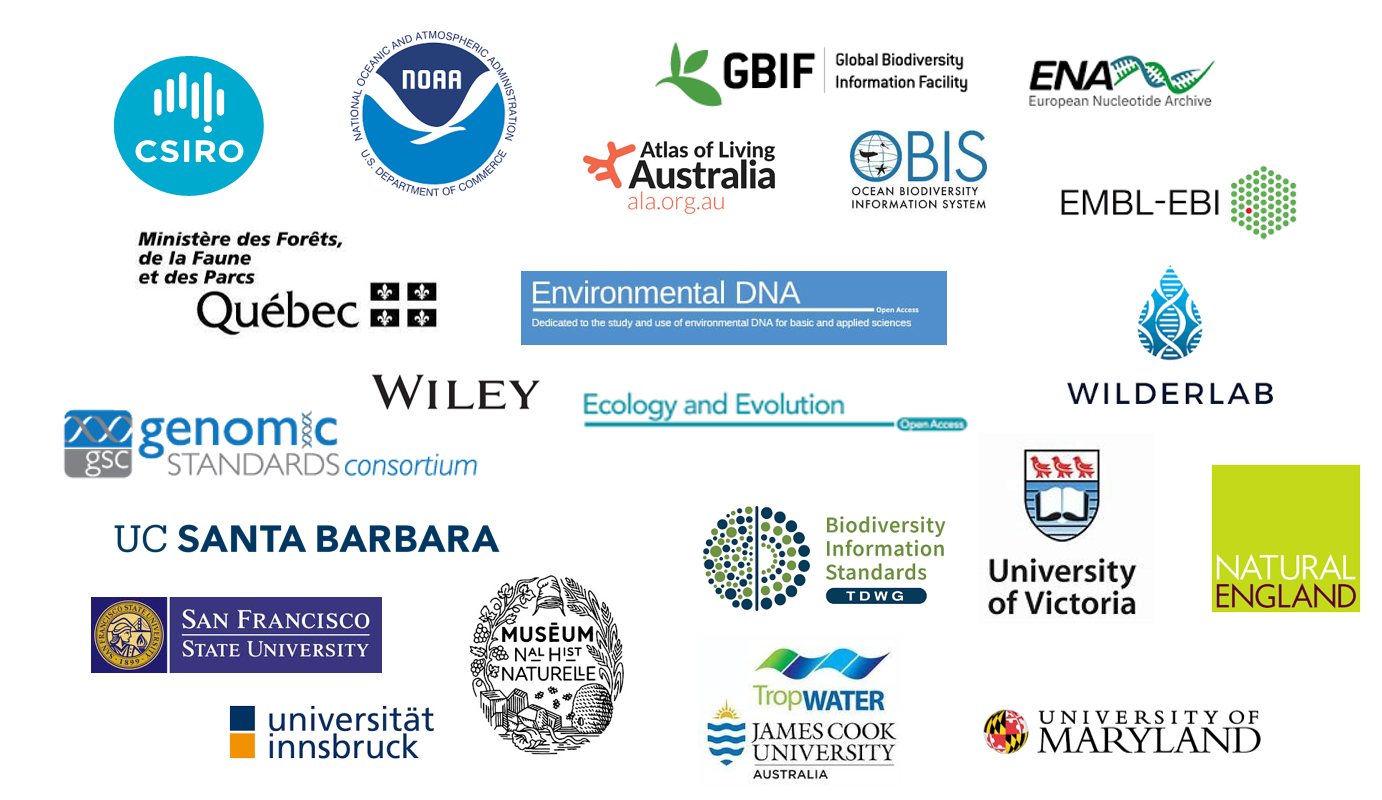 CSIRO
NATIONAL OCEANIC AND ATMOSPHERIC ADMINISTRATION
NOAA
U.S. DEPARTMENT OF COMMERCE
GBIF
Global Biodiversity
Information Facility
ENA
European Nucleotide Archive
Atlas of Living
Australia
ala.org.au
OBIS
OCEAN BIODIVERSITY
INFORMATION SYSTEM
EMBL-EBI
Ministère des Forêts,
de la Faune
et des Parcs
Québec
Environmental DNA
Open Access
Dedicated to the study and use of environmental DNA for basic and applied sciences
WILDERLAB
WILEY
Ecology and Evolution
Open Access
gsc
genomic
STANDARDS consortium
University
of Victoria
NATURAL
ENGLAND
UC SANTA BARBARA
Biodiversity
Information
Standards
TDWG
SAN FRANCISCO STATE UNIVERSITY
1899
SAN FRANCISCO
STATE UNIVERSITY
MUSĒUM
NAL HIST
NATURELLE
TropWATER
JAMES COOK
UNIVERSITY
AUSTRALIA
universität
innsbruck
UNIVERSITY OF
MARYLAND